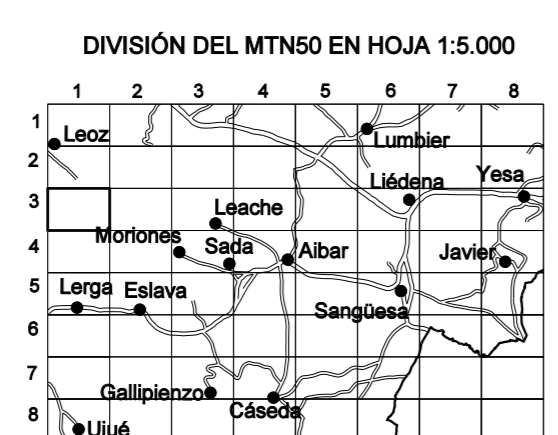 DIVISIÓN DEL MTN50 EN HOJA 1:5.000
1 2 3 4 5 6 7 8
1
Leoz
Lumbier
2
Liédena
Yesa
3
Leache
Moriones
4
Sada
Aibar
Javier
5
Lerga
Eslava
Sangüesa
6
7
Gallipienzo
Cáseda
8
Ujué